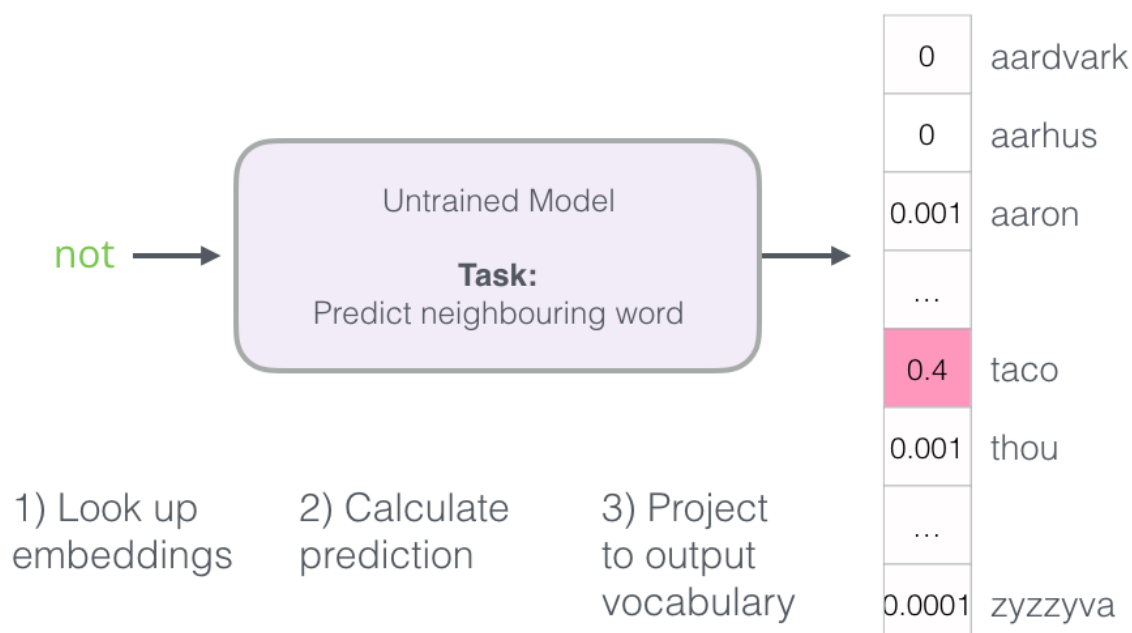 not
Untrained Model
Task:
Predict neighbouring word
0 aardvark
0 aarhus
0.001 aaron
...
0.4 taco
0.001 thou
...
0.0001 zyzzyva
1) Look up
embeddings
2) Calculate
prediction
3) Project
to output
vocabulary